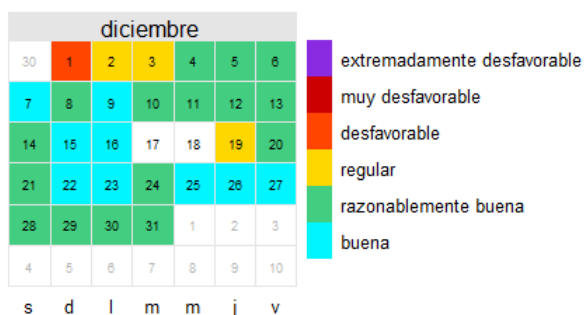 diciembre
30 1 2 3 4 5 6
7 8 9 10 11 12 13
14 15 16 17 18 19 20
21 22 23 24 25 26 27
28 29 30 31 1 2 3
4 5 6 7 8 9 10
s d l m m j v
extremadamente desfavorable
muy desfavorable
desfavorable
regular
razonablemente buena
buena